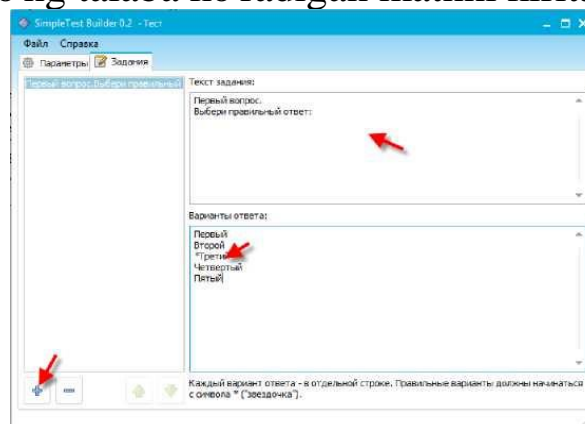 SimpleTest Builder 0.2 - Тест
Файл Справка
Параметры Задания
Первый вопрос.Выбери правильный
Текст задания:
Первый вопрос.
Выбери правильный ответ:
Варианты ответа:
Первый
Второй
*Трети
Четвертый
Пятый
Каждый вариант ответа - в отдельной строке. Правильные варианты должны начинаться
с символа * ("звездочка").